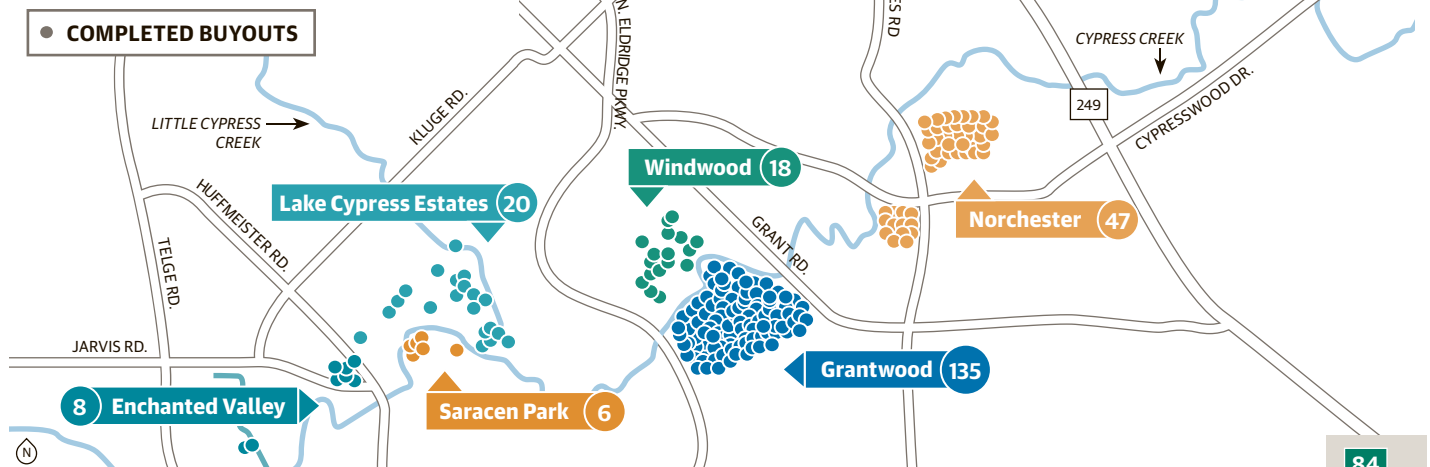 COMPLETED BUYOUTS
N. ELDRIDGE PKWY.
ES RD
CYPRESS CREEK
249
CYPRESSWOOD DR.
LITTLE CYPRESS
CREEK
KLUGE RD.
Windwood 18
HUFFMEISTER RD.
Lake Cypress Estates 20
Norchester 47
GRANT RD.
TELGE RD.
JARVIS RD.
Grantwood 135
8 Enchanted Valley
Saracen Park 6
N
84